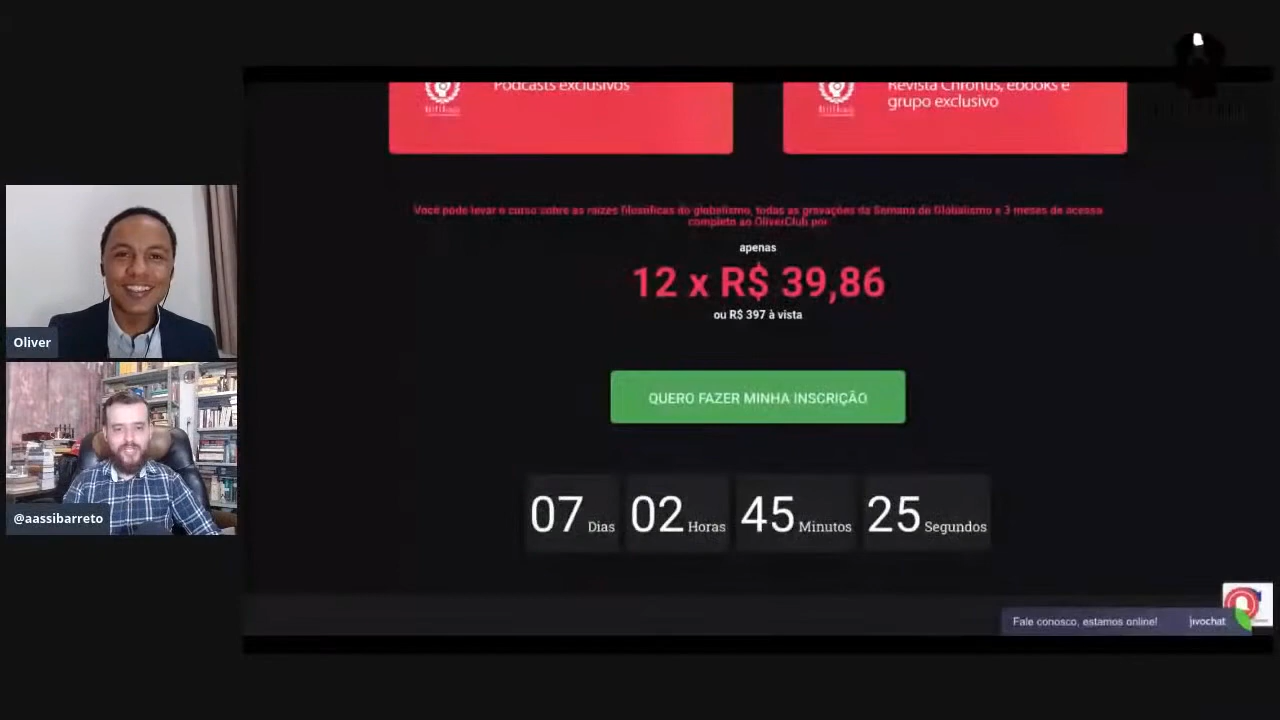 Podcasts exclusivos
Revista Chronus, ebooks e
grupo exclusivo
Você pode levar o curso sobre as raízes filosóficas do globalismo, todas as gravações da Semana do Globalismo e 3 meses de acesso
completo ao OliverClub por
apenas
12 x R$ 39,86
ou R$ 397 à vista
QUERO FAZER MINHA INSCRIÇÃO
07 Dias 02 Horas 45 Minutos 25 Segundos
Oliver
@aassibarreto
Fale conosco, estamos online! jivochat